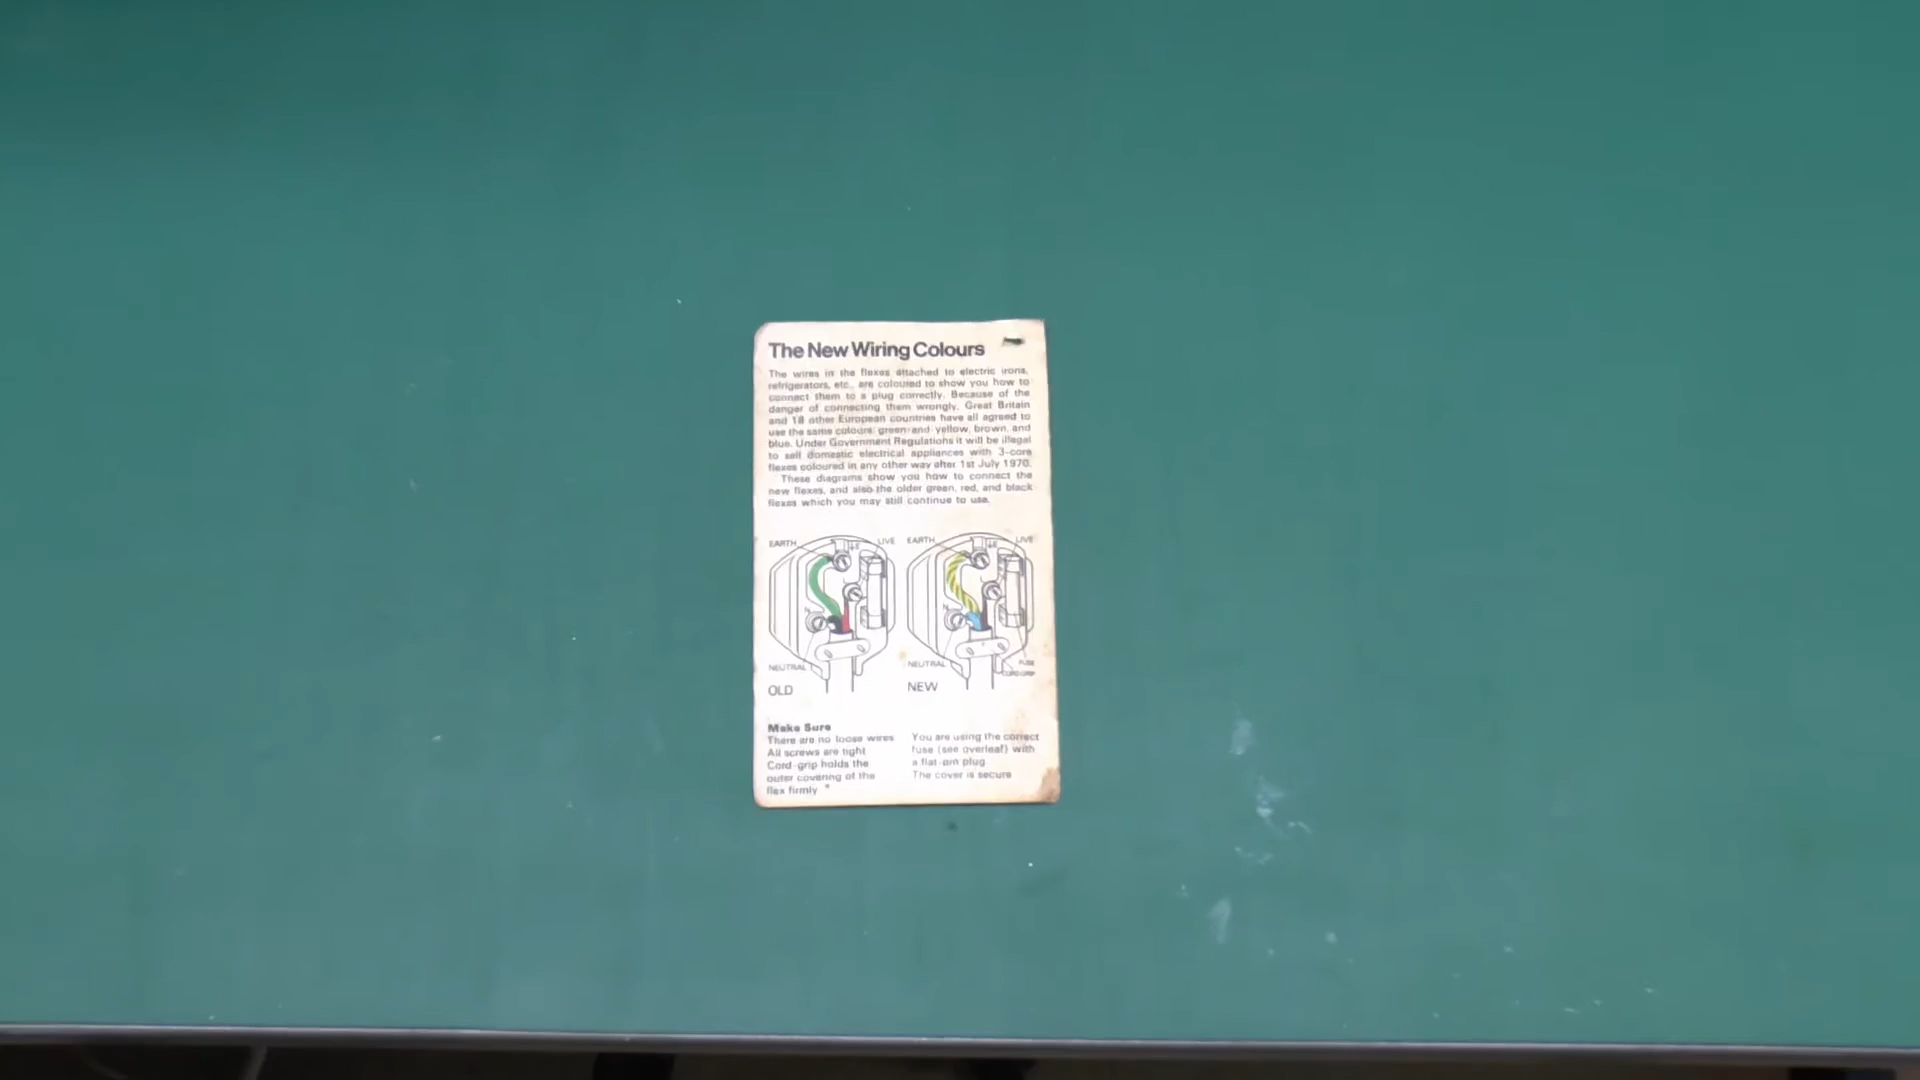 The New Wiring Colours
The wires in the flexes attached to electric irons,
refrigerators, etc., are coloured to show you how to
connect them to a plug correctly. Because of the
danger of connecting them wrongly, Great Britain
and 18 other European countries have all agreed to
use the same colours: green-and-yellow, brown, and
blue. Under Government Regulations it will be illegal
to sell domestic electrical appliances with 3-core
flexes coloured in any other way after 1st July 1970.
These diagrams show you how to connect the
new flexes, and also the older green, red, and black
flexes which you may still continue to use.
EARTH
LIVE
EARTH
LIVE
E
E
N
N
NEUTRAL
NEUTRAL
FUSE
CORD GRIP
OLD
NEW
Make Sure
There are no loose wires
All screws are tight
Cord-grip holds the
outer covering of the
flex firmly
You are using the correct
fuse (see overleaf) with
a flat-pin plug
The cover is secure